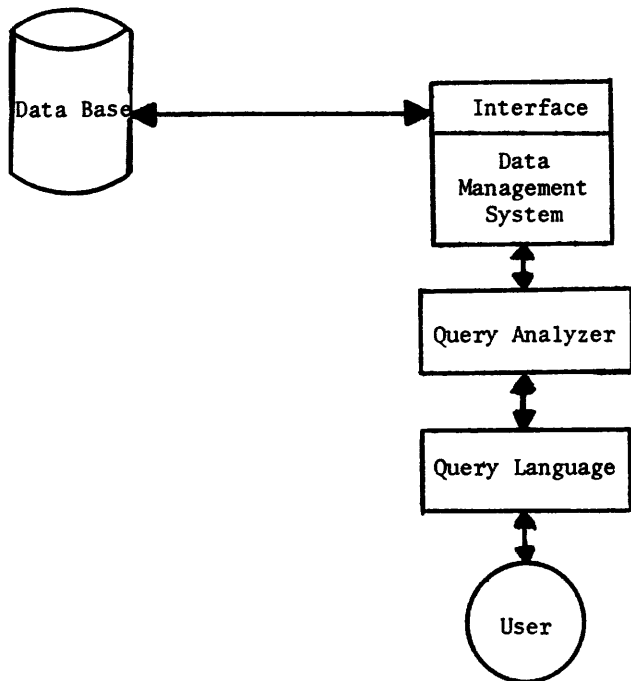 Data Base
Interface
Data
Management
System
Query Analyzer
Query Language
User